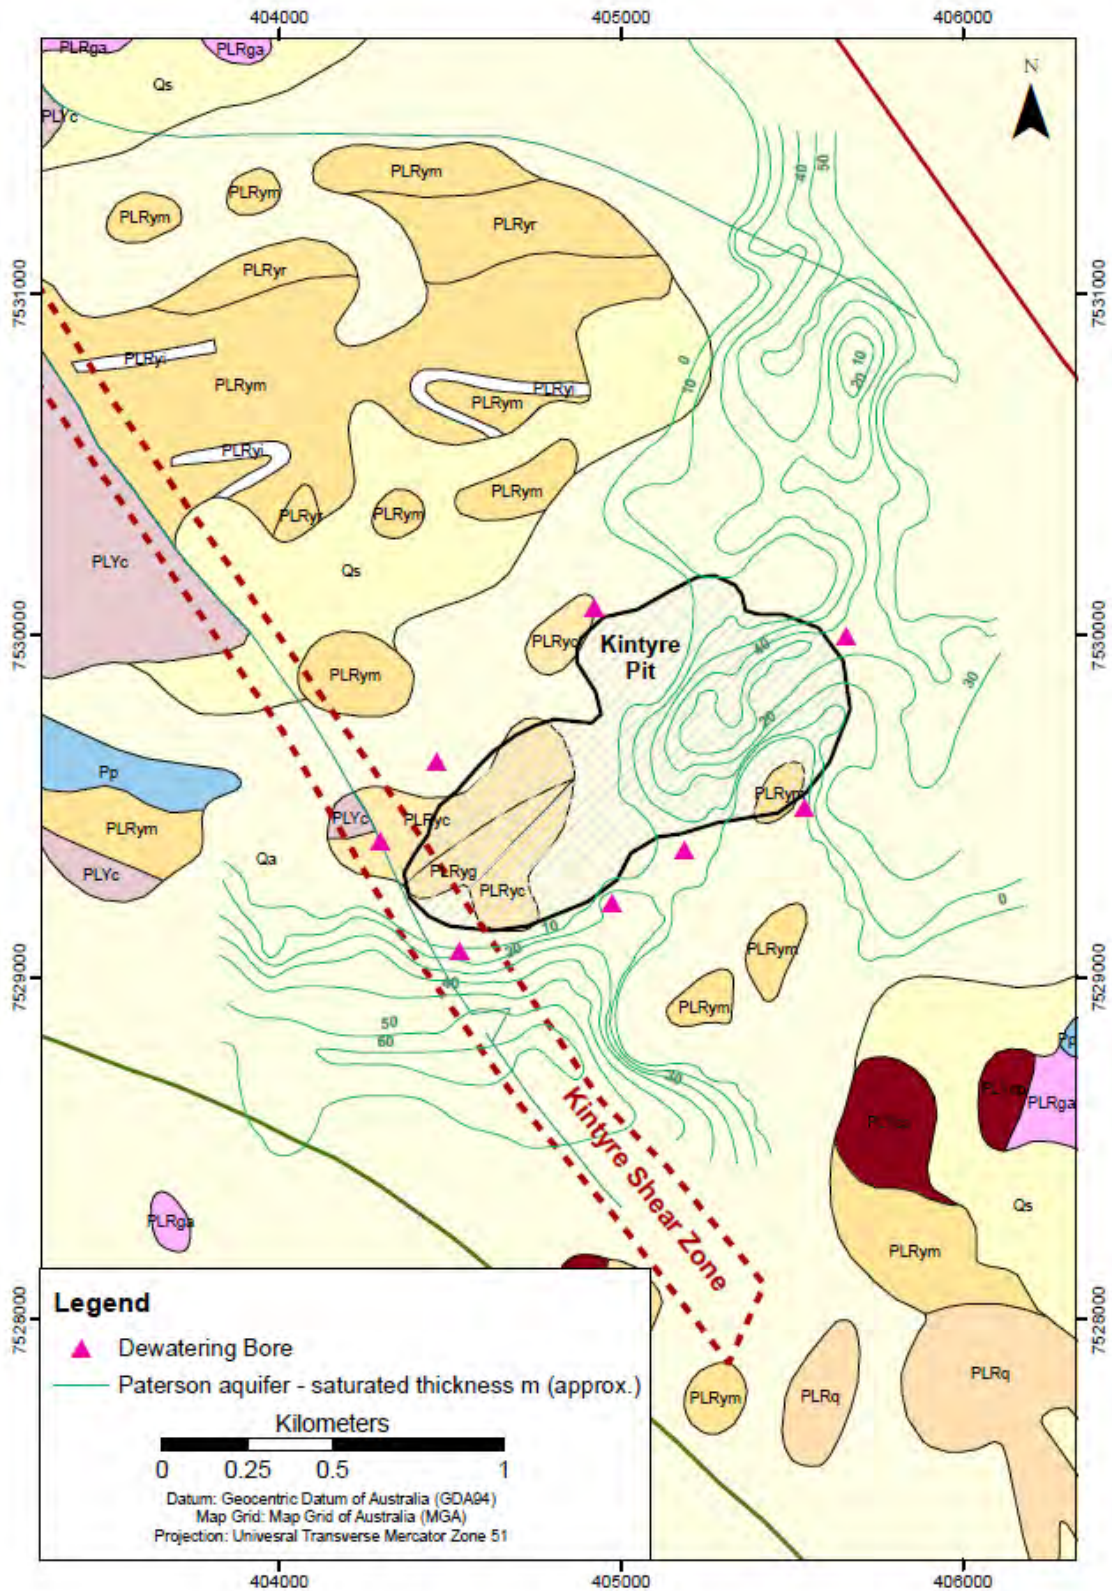 404000
405000
406000
PLRga
PLRga
Qs
N
PLYc
PLRym
PLRym
PLRym
40
50
PLRyr
PLRyr
7531000
7531000
PLRyi
PLRym
0
10
10
20
PLRyi
PLRym
PLRyi
PLRyr
PLRym
PLRym
PLYc
Qs
7530000
7530000
PLRyc
Kintyre
Pit
40
PLRym
30
20
Pp
PLRym
PLRym
PLYc
PLRyc
Qa
PLYc
PLRyg
PLRyc
0
10
20
PLRym
7529000
7529000
40
PLRym
50
60
30
Pp
PLRga
Kintyre Shear Zone
PLRga
Qs
PLRym
Legend
Dewatering Bore
Paterson aquifer - saturated thickness m (approx.)
7528000
7528000
Kilometers
0 0.25 0.5 1
PLRym
PLRq
PLRq
Datum: Geocentric Datum of Australia (GDA94)
Map Grid: Map Grid of Australia (MGA)
Projection: Univesral Transverse Mercator Zone 51
404000
405000
406000